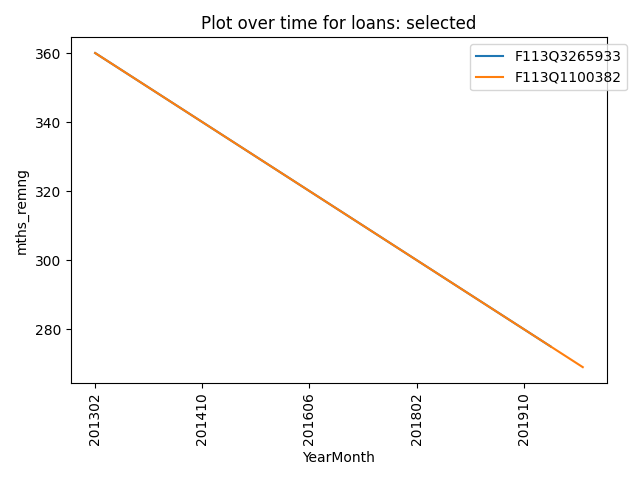 Plot over time for loans: selected
F113Q3265933
F113Q1100382
mths_remng
360
340
320
300
280
201302
201410
201606
201802
201910
YearMonth